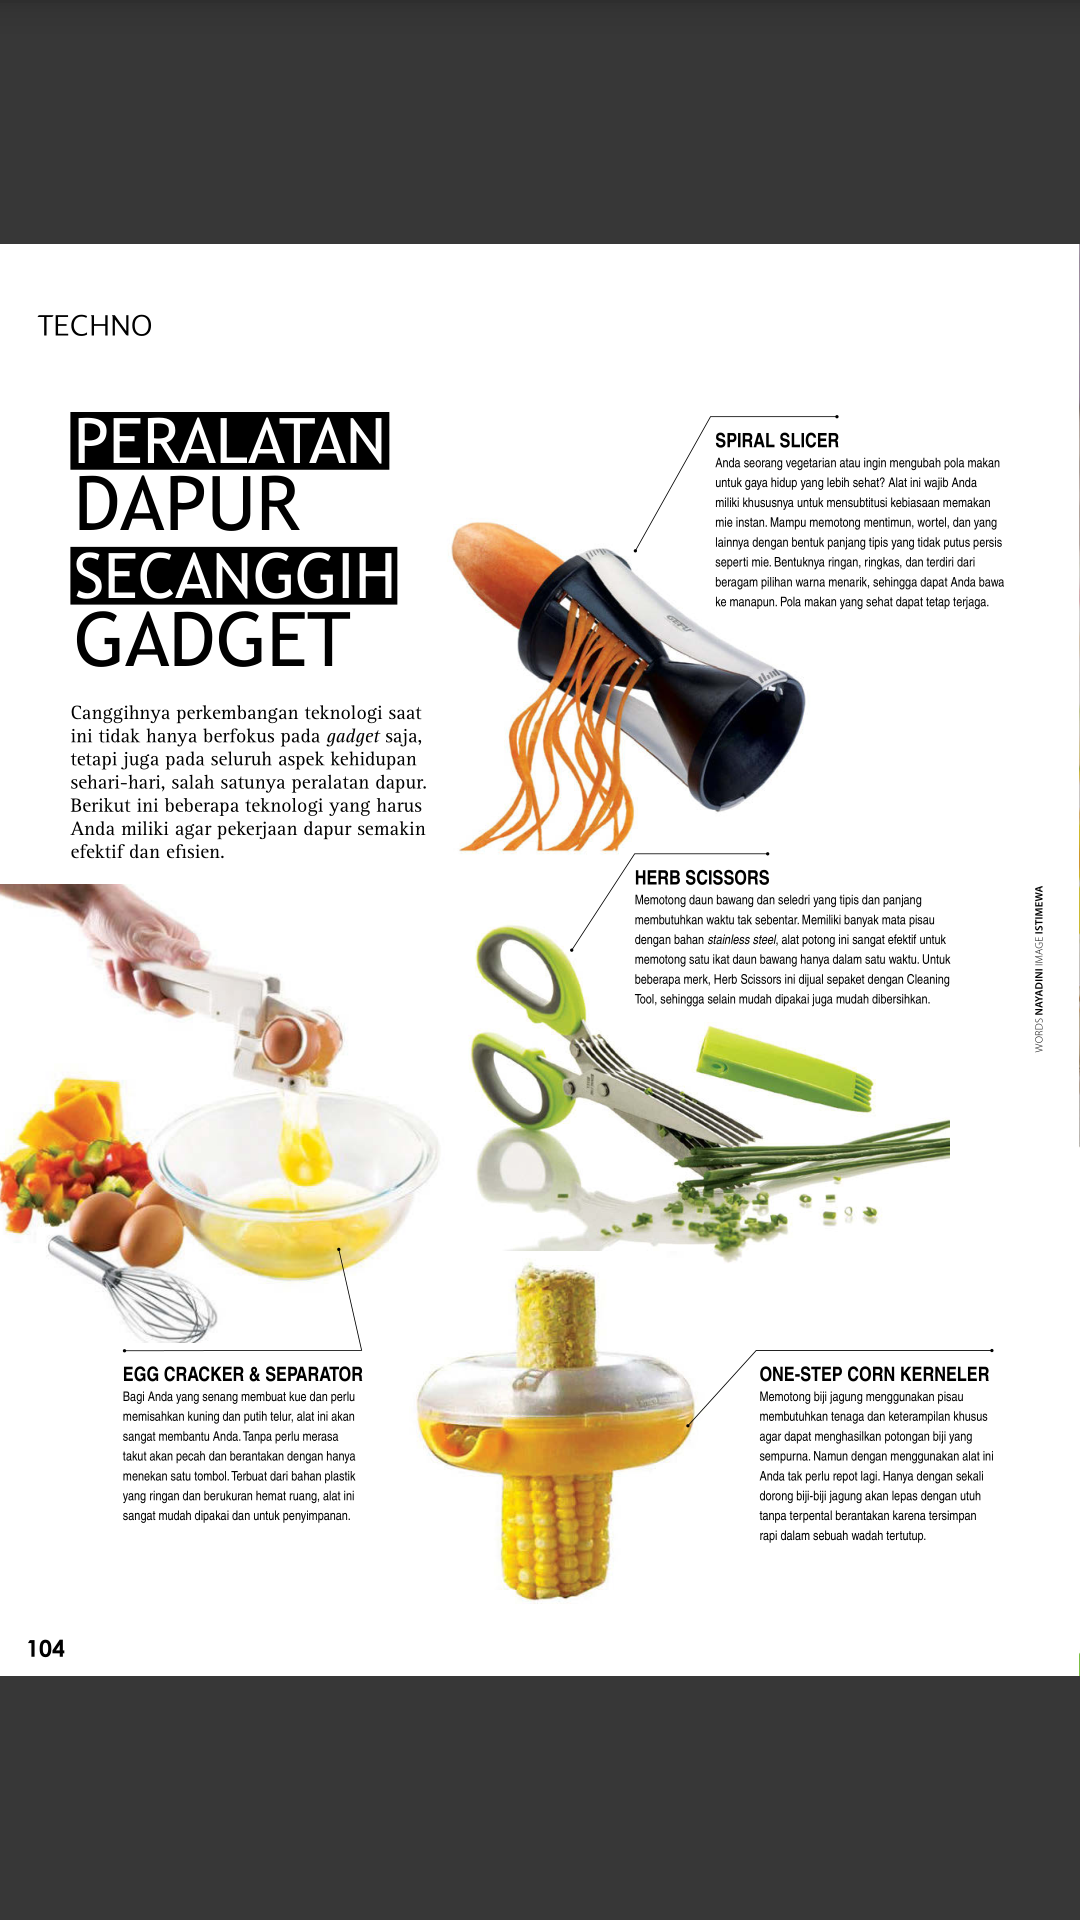 TECHNO
PERALATAN
DAPUR
SECANGGIH
GADGET
Canggihnya perkembangan teknologi saat
ini tidak hanya berfokus pada gadget saja,
tetapi juga pada seluruh aspek kehidupan
sehari-hari, salah satunya peralatan dapur.
Berikut ini beberapa teknologi yang harus
Anda miliki agar pekerjaan dapur semakin
efektif dan efisien.
SPIRAL SLICER
Anda seorang vegetarian atau ingin mengubah pola makan
untuk gaya hidup yang lebih sehat? Alat ini wajib Anda
miliki khususnya untuk mensubtitusi kebiasaan memakan
mie instan. Mampu memotong mentimun, wortel, dan yang
lainnya dengan bentuk panjang tipis yang tidak putus persis
seperti mie. Bentuknya ringan, ringkas, dan terdiri dari
beragam pilihan warna menarik, sehingga dapat Anda bawa
ke manapun. Pola makan yang sehat dapat tetap terjaga.
HERB SCISSORS
Memotong daun bawang dan seledri yang tipis dan panjang
membutuhkan waktu tak sebentar. Memiliki banyak mata pisau
dengan bahan stainless steel, alat potong ini sangat efektif untuk
memotong satu ikat daun bawang hanya dalam satu waktu. Untuk
beberapa merk, Herb Scissors ini dijual sepaket dengan Cleaning
Tool, sehingga selain mudah dipakai juga mudah dibersihkan.
WORDS NAYADINI IMAGE ISTIMEWA
EGG CRACKER & SEPARATOR
Bagi Anda yang senang membuat kue dan perlu
memisahkan kuning dan putih telur, alat ini akan
sangat membantu Anda. Tanpa perlu merasa
takut akan pecah dan berantakan dengan hanya
menekan satu tombol. Terbuat dari bahan plastik
yang ringan dan berukuran hemat ruang, alat ini
sangat mudah dipakai dan untuk penyimpanan.
ONE-STEP CORN KERNELER
Memotong biji jagung menggunakan pisau
membutuhkan tenaga dan keterampilan khusus
agar dapat menghasilkan potongan biji yang
sempurna. Namun dengan menggunakan alat ini
Anda tak perlu repot lagi. Hanya dengan sekali
dorong biji-biji jagung akan lepas dengan utuh
tanpa terpental berantakan karena tersimpan
rapi dalam sebuah wadah tertutup.
104